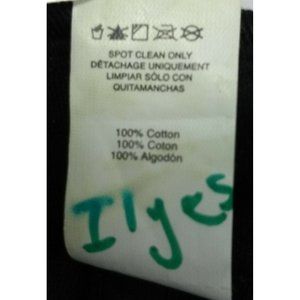 SPOT CLEAN ONLY
DÉTACHAGE UNIQUEMENT
LIMPIAR SÓLO CON
QUITAMANCHAS
100% Cotton
100% Coton
100% Algodón
Ilyes